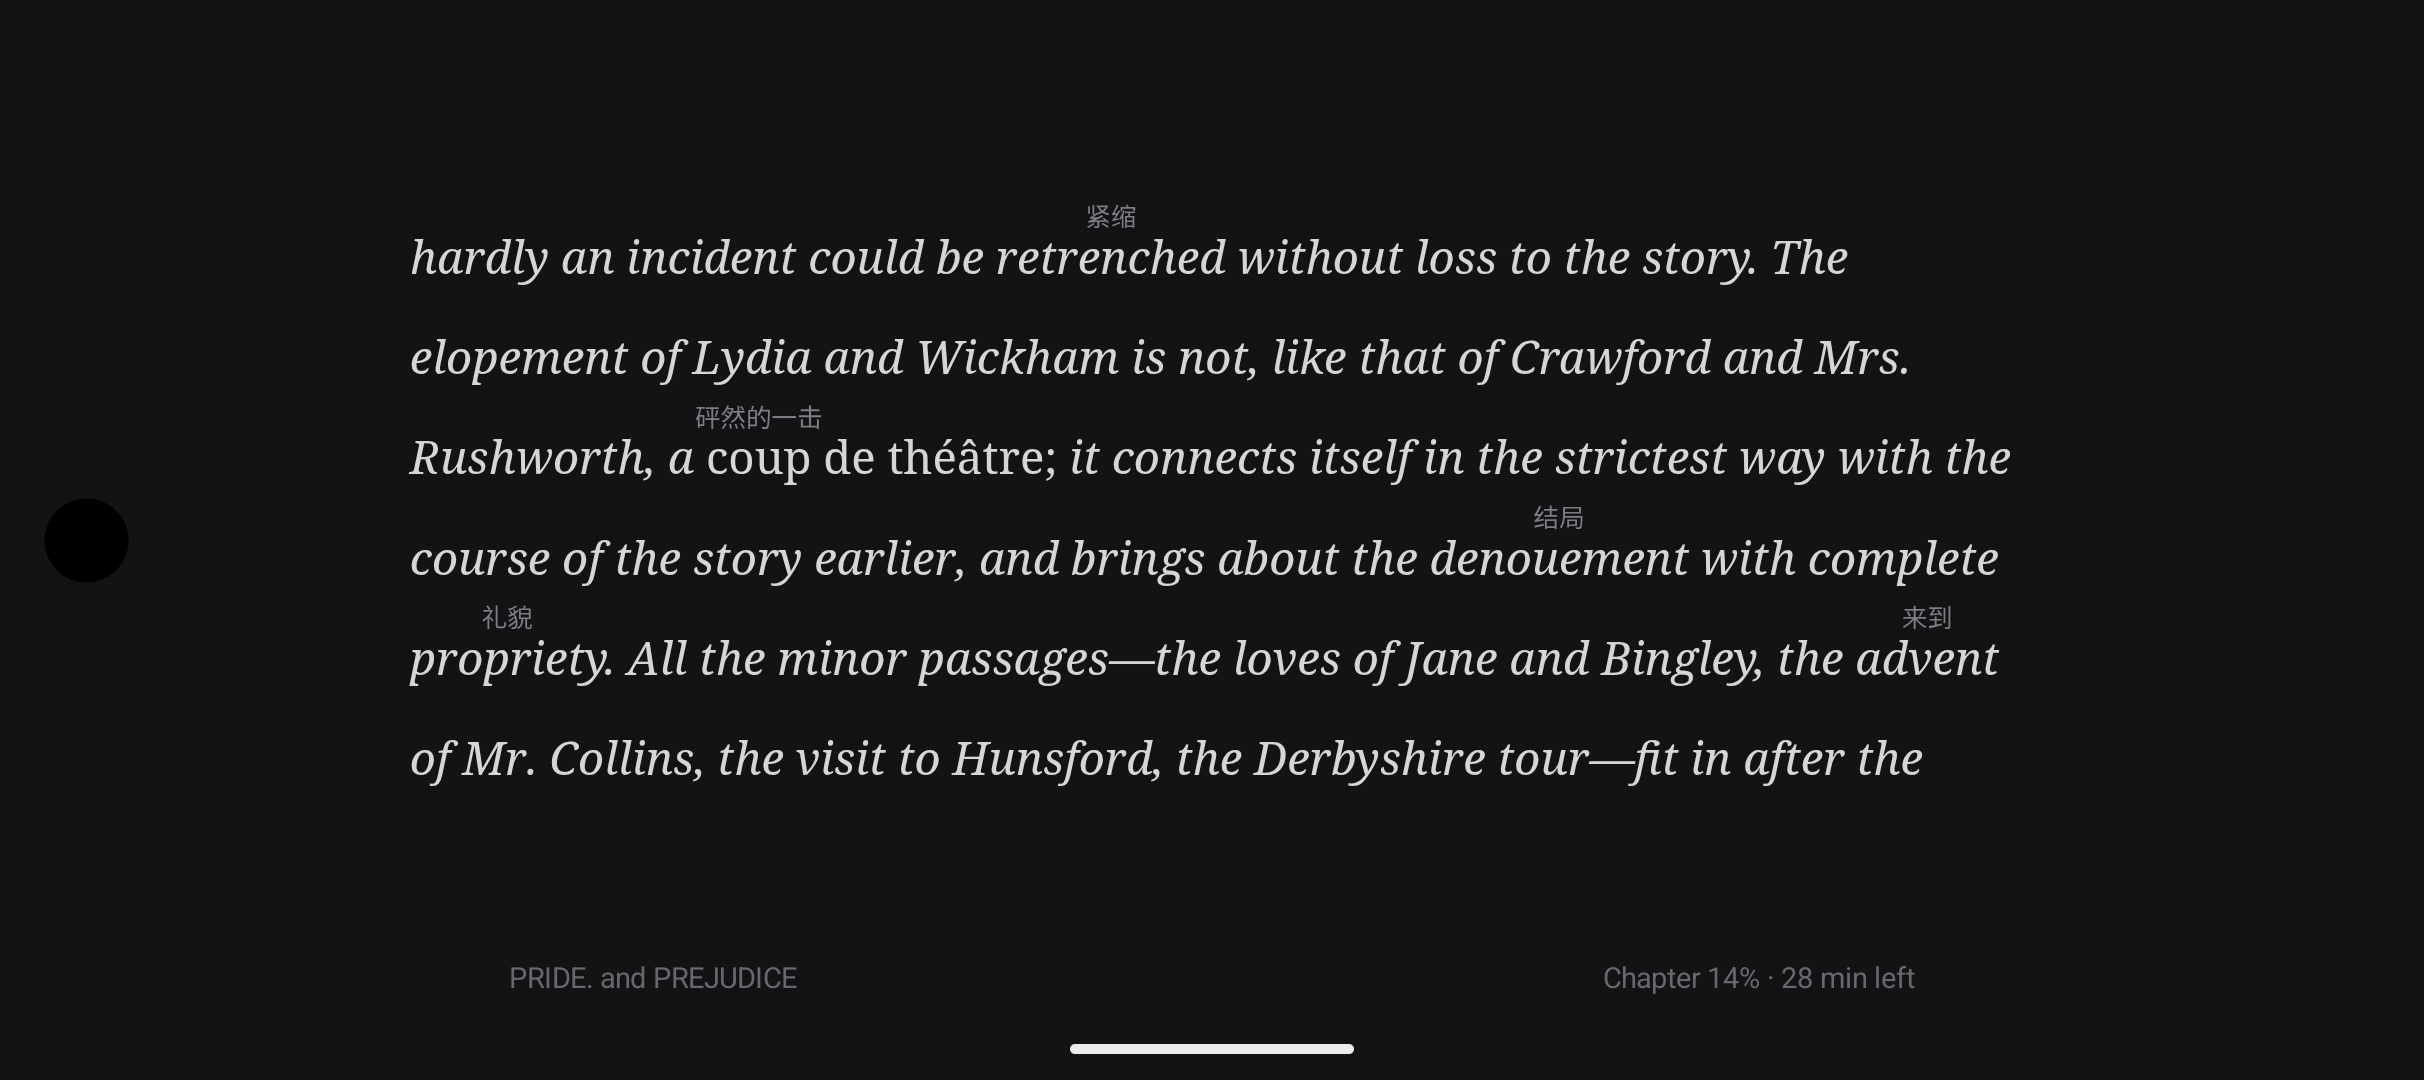 紧缩
hardly an incident could be retrenched without loss to the story. The
elopement of Lydia and Wickham is not, like that of Crawford and Mrs.
砰然的一击
Rushworth, a coup de théâtre; it connects itself in the strictest way with the
结局
course of the story earlier, and brings about the denouement with complete
礼貌 来到
propriety. All the minor passages—the loves of Jane and Bingley, the advent
of Mr. Collins, the visit to Hunsford, the Derbyshire tour—fit in after the
PRIDE. and PREJUDICE
Chapter 14% · 28 min left